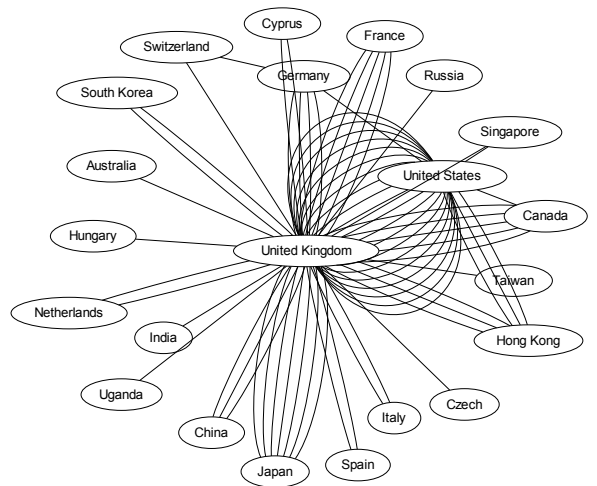 Cyprus
France
Switzerland
Germany
Russia
South Korea
Singapore
Australia
United States
Canada
Hungary
United Kingdom
Taiwan
Netherlands
India
Hong Kong
Uganda
Czech
Italy
China
Spain
Japan